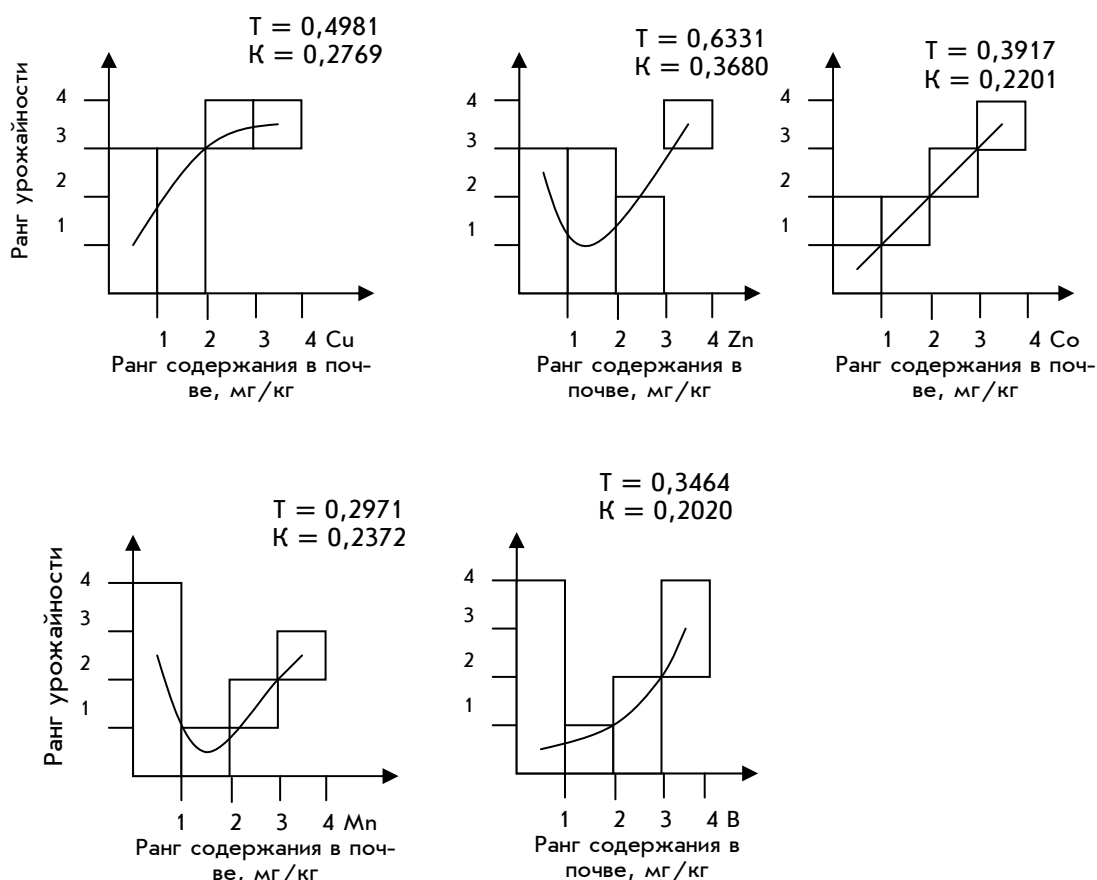 T = 0,4981
К = 0,2769
Ранг урожайности
4
3
2
1
1 2 3 4 Cu
Ранг содержания в поч-
ве, мг/кг
T = 0,6331
К = 0,3680
4
3
2
1
1 2 3 4 Zn
Ранг содержания в
почве, мг/кг
T = 0,3917
К = 0,2201
4
3
2
1
1 2 3 4 Co
Ранг содержания в поч-
ве, мг/кг
T = 0,2971
К = 0,2372
Ранг урожайности
4
3
2
1
1 2 3 4 Mn
Ранг содержания в поч-
ве, мг/кг
T = 0,3464
К = 0,2020
4
3
2
1
1 2 3 4 B
Ранг содержания в
почве, мг/кг